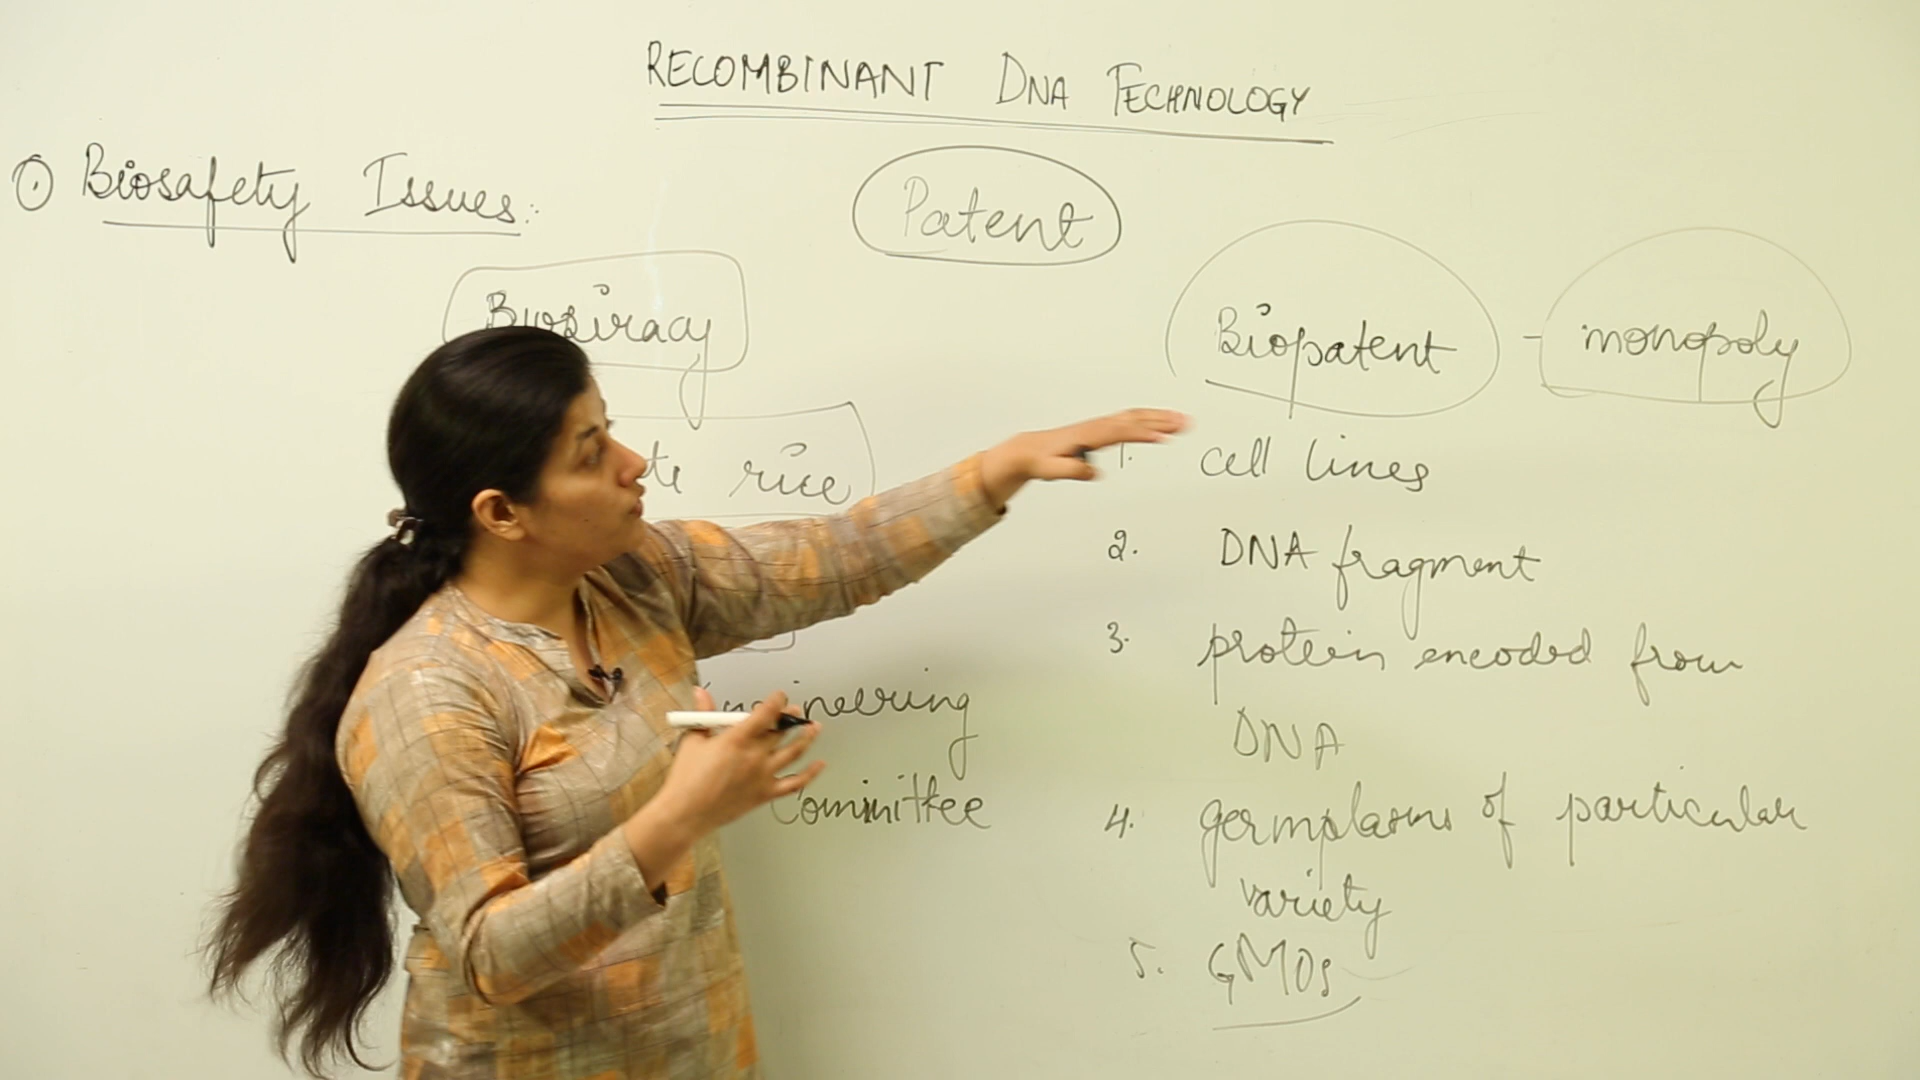 RECOMBINANT DNA TECHNOLOGY
Biosafety Issues:
Patent
Biopiracy
Biopatent - monopoly
rice
1. cell lines
2. DNA fragment
3. protein encoded from
DNA
Engineering
Committee
4. germplasms of particular
variety
5. GMOs